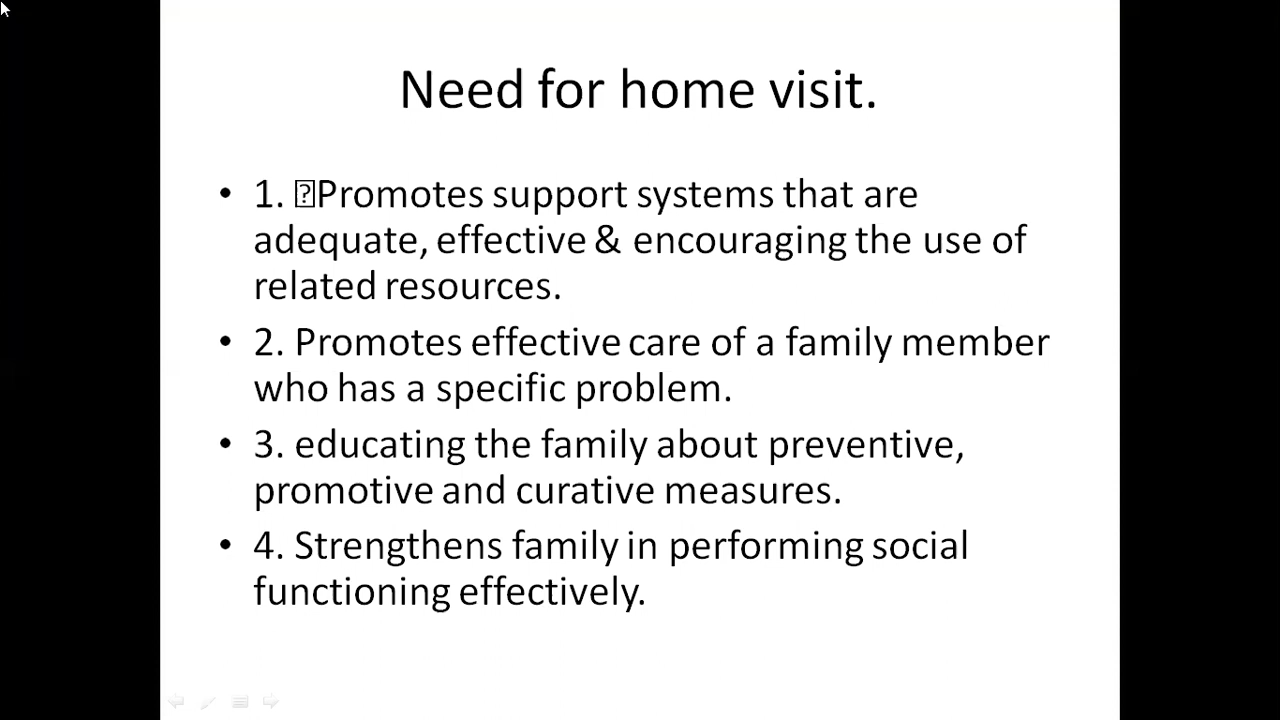 Need for home visit.
• 1. �Promotes support systems that are
adequate, effective & encouraging the use of
related resources.
• 2. Promotes effective care of a family member
who has a specific problem.
• 3. educating the family about preventive,
promotive and curative measures.
• 4. Strengthens family in performing social
functioning effectively.